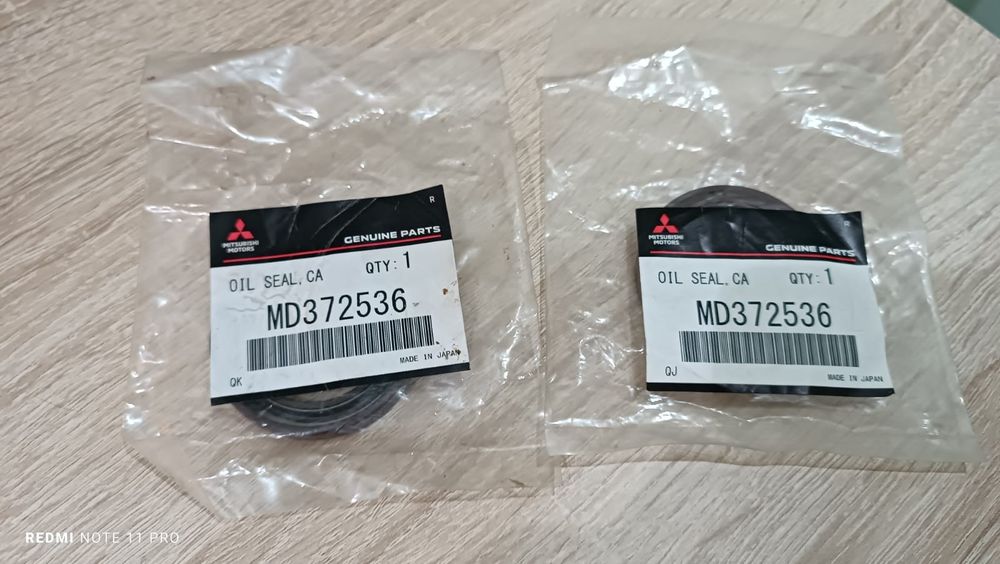 R
MITSUBISHI
MOTORS
GENUINE PARTS
OIL SEAL,CA QTY:1
MD372536
MADE IN JAPAN
QK
R
MITSUBISHI
MOTORS
GENUINE PARTS
OIL SEAL,CA QTY:1
MD372536
MADE IN JAPAN
QJ
REDMI NOTE 11 PRO